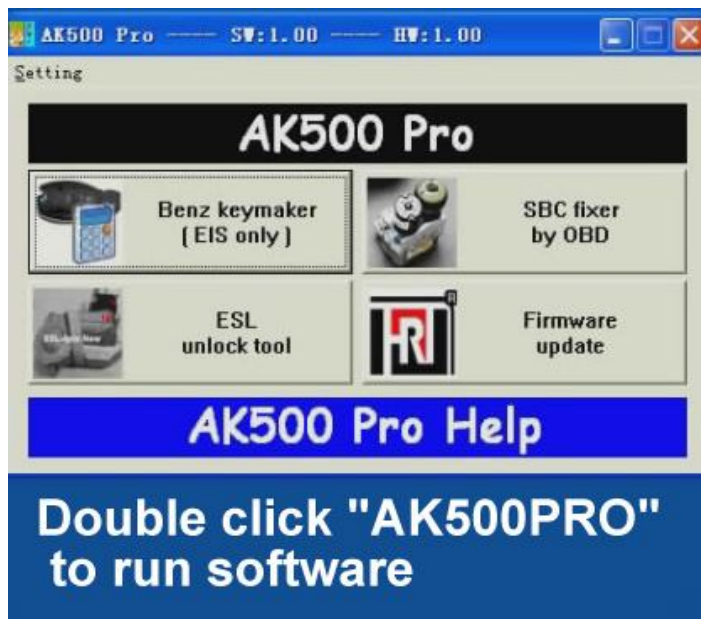 AK500 Pro ---- SW:1.00 ---- HW:1.00
Setting
AK500 Pro
Benz keymaker
( EIS only )
SBC fixer
by OBD
ESL
unlock tool
Firmware
update
HR
R
AK500 Pro Help
Double click "AK500PRO"
to run software